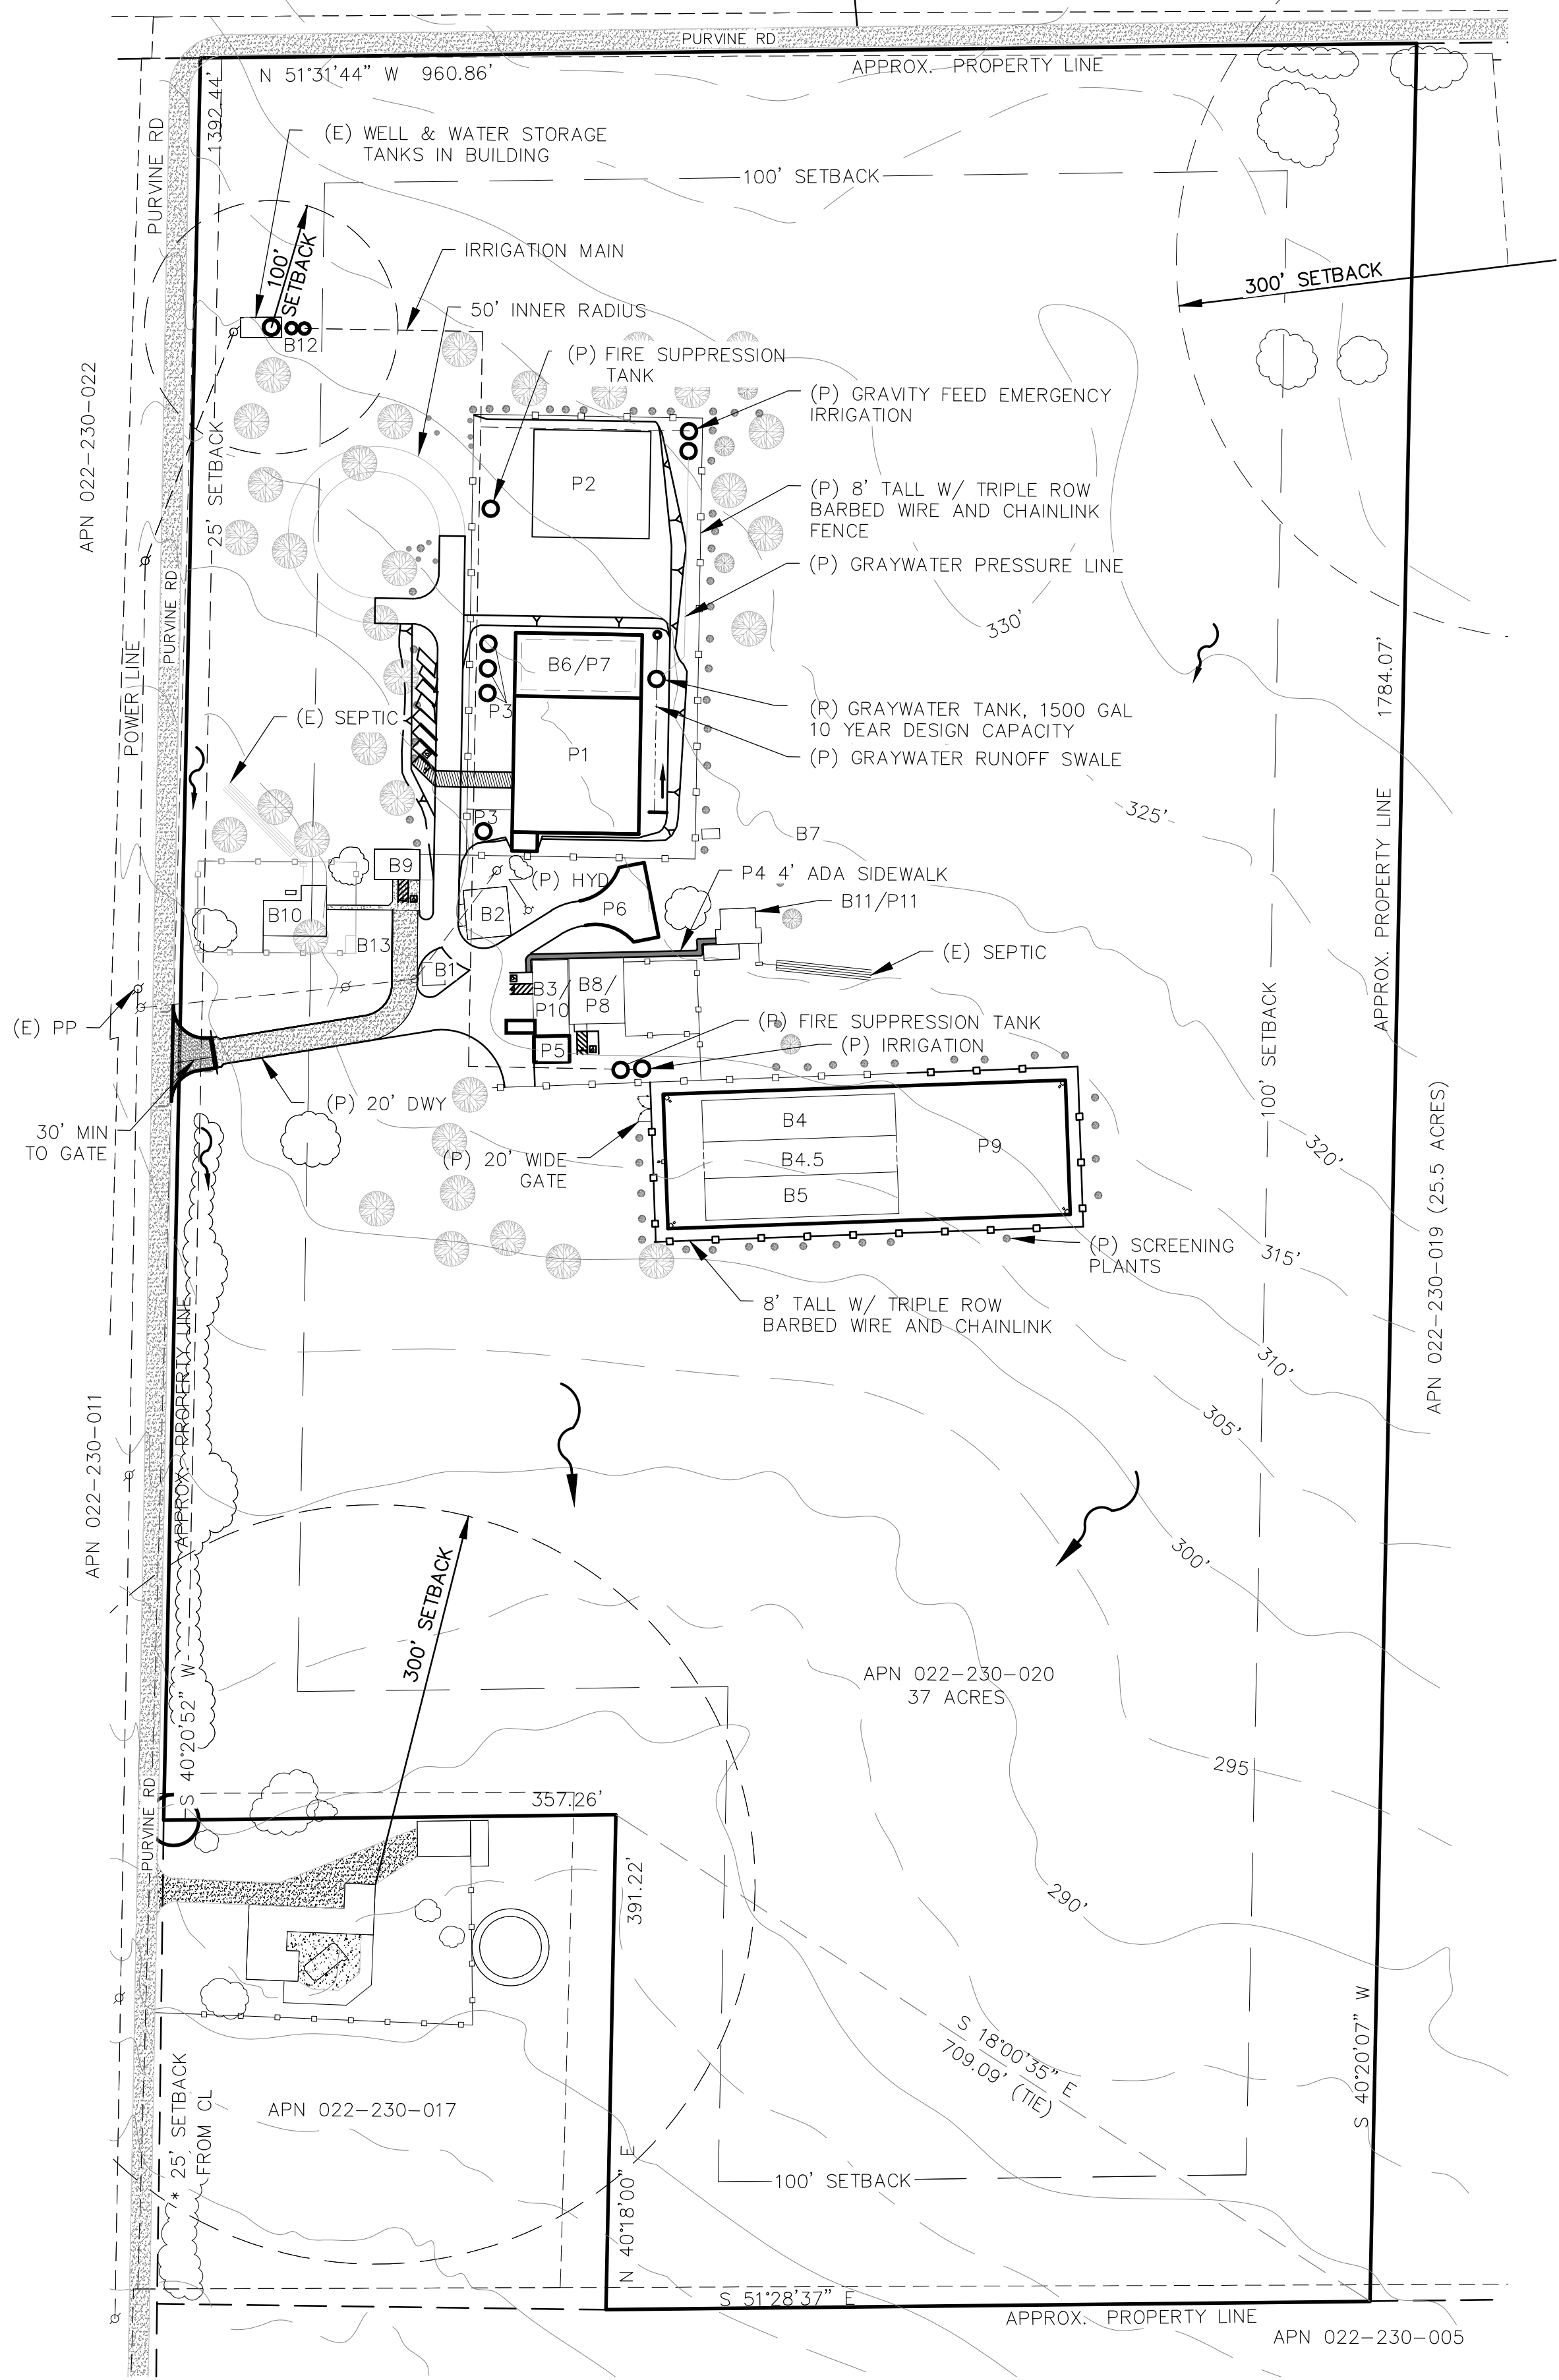 PURVINE RD
N 51°31'44" W 960.86'
APPROX. PROPERTY LINE
1392.44'
(E) WELL & WATER STORAGE
TANKS IN BUILDING
PURVINE RD
100' SETBACK
100'
SETBACK
IRRIGATION MAIN
300' SETBACK
50' INNER RADIUS
B12
(P) FIRE SUPPRESSION
TANK
(P) GRAVITY FEED EMERGENCY
IRRIGATION
APN 022-230-022
25' SETBACK
P2
(P) 8' TALL W/ TRIPLE ROW
BARBED WIRE AND CHAINLINK
FENCE
(P) GRAYWATER PRESSURE LINE
PURVINE RD
330'
POWER LINE
B6/P7
1784.07'
P3
(P) GRAYWATER TANK, 1500 GAL
10 YEAR DESIGN CAPACITY
(E) SEPTIC
P1
(P) GRAYWATER RUNOFF SWALE
325'
P3
B7
APPROX. PROPERTY LINE
B9
P4 4' ADA SIDEWALK
(P) HYD
B11/P11
B10
B2
P6
B13
(E) SEPTIC
B1
B3/
P10
B8/
P8
(E) PP
(P) FIRE SUPPRESSION TANK
(P) IRRIGATION
P5
100' SETBACK
(P) 20' DWY
30' MIN
TO GATE
B4
P9
B4.5
B5
(P) 20' WIDE
GATE
320'
APN 022-230-019 (25.5 ACRES)
(P) SCREENING
PLANTS
315'
8' TALL W/ TRIPLE ROW
BARBED WIRE AND CHAINLINK
310'
APPROX. PROPERTY LINE
305'
APN 022-230-011
300'
300' SETBACK
APN 022-230-020
37 ACRES
S 40°20'52" W
295
357.26'
PURVINE RD
391.22'
290'
S 18°00'35" E
709.09' (TIE)
S 40°20'07" W
* 25' SETBACK
FROM CL
APN 022-230-017
N 40°18'00" E
100' SETBACK
S 51°28'37" E
APPROX. PROPERTY LINE
APN 022-230-005